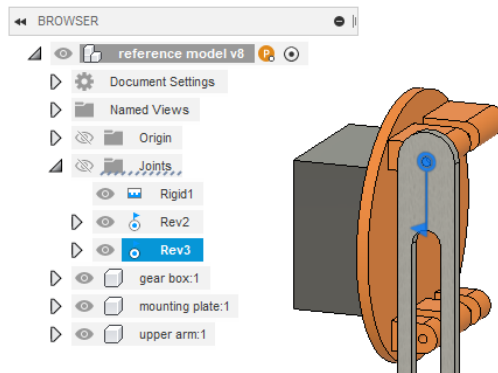 BROWSER
reference model v8
P
Document Settings
Named Views
Origin
Joints
Rigid1
Rev2
Rev3
gear box:1
mounting plate:1
upper arm:1